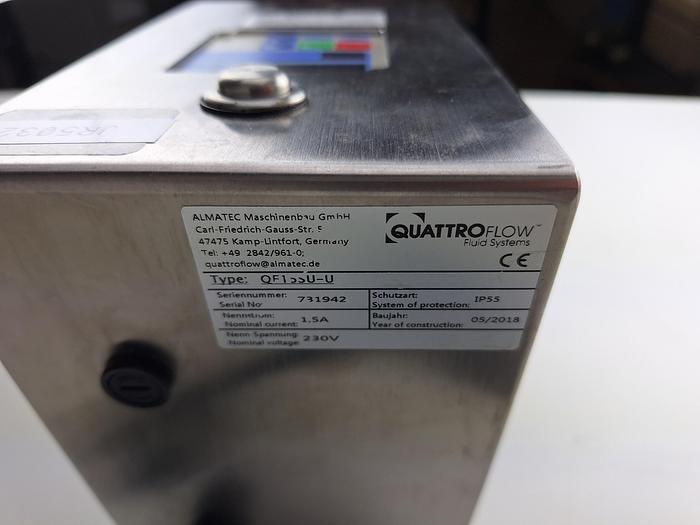 JR5032
ALMATEC Maschinenbau GmbH
Carl-Friedrich-Gauss-Str. 5
47475 Kamp-Lintfort, Germany
Tel: +49 2842/961-0;
quattroflow@almatec.de
QUATTROFLOW™
Fluid Systems
CE
Type:
Seriennummer:
Serial No:
731942
Schutzart:
System of protection:
IP55
Nennstrom:
Nominal current:
1.5A
Baujahr:
Year of construction:
05/2018
Nenn Spannung:
Nominal voltage:
230V